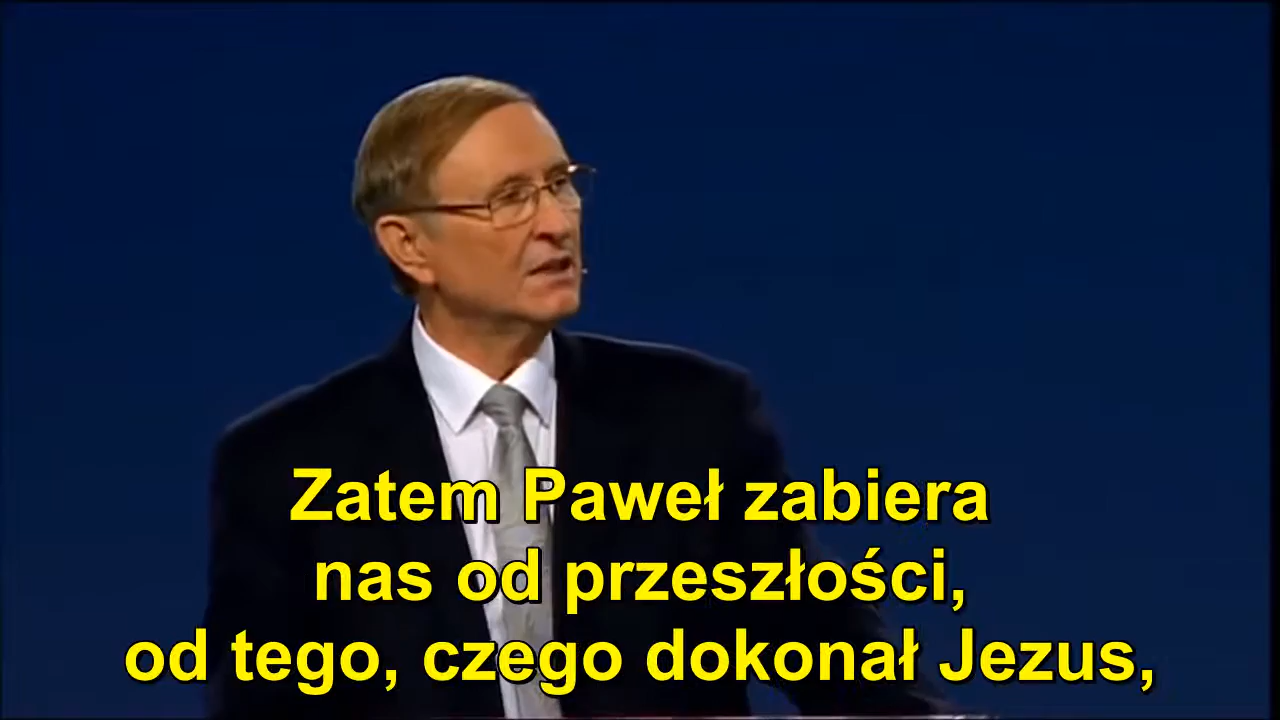 Zatem Paweł zabiera
nas od przeszłości,
od tego, czego dokonał Jezus,